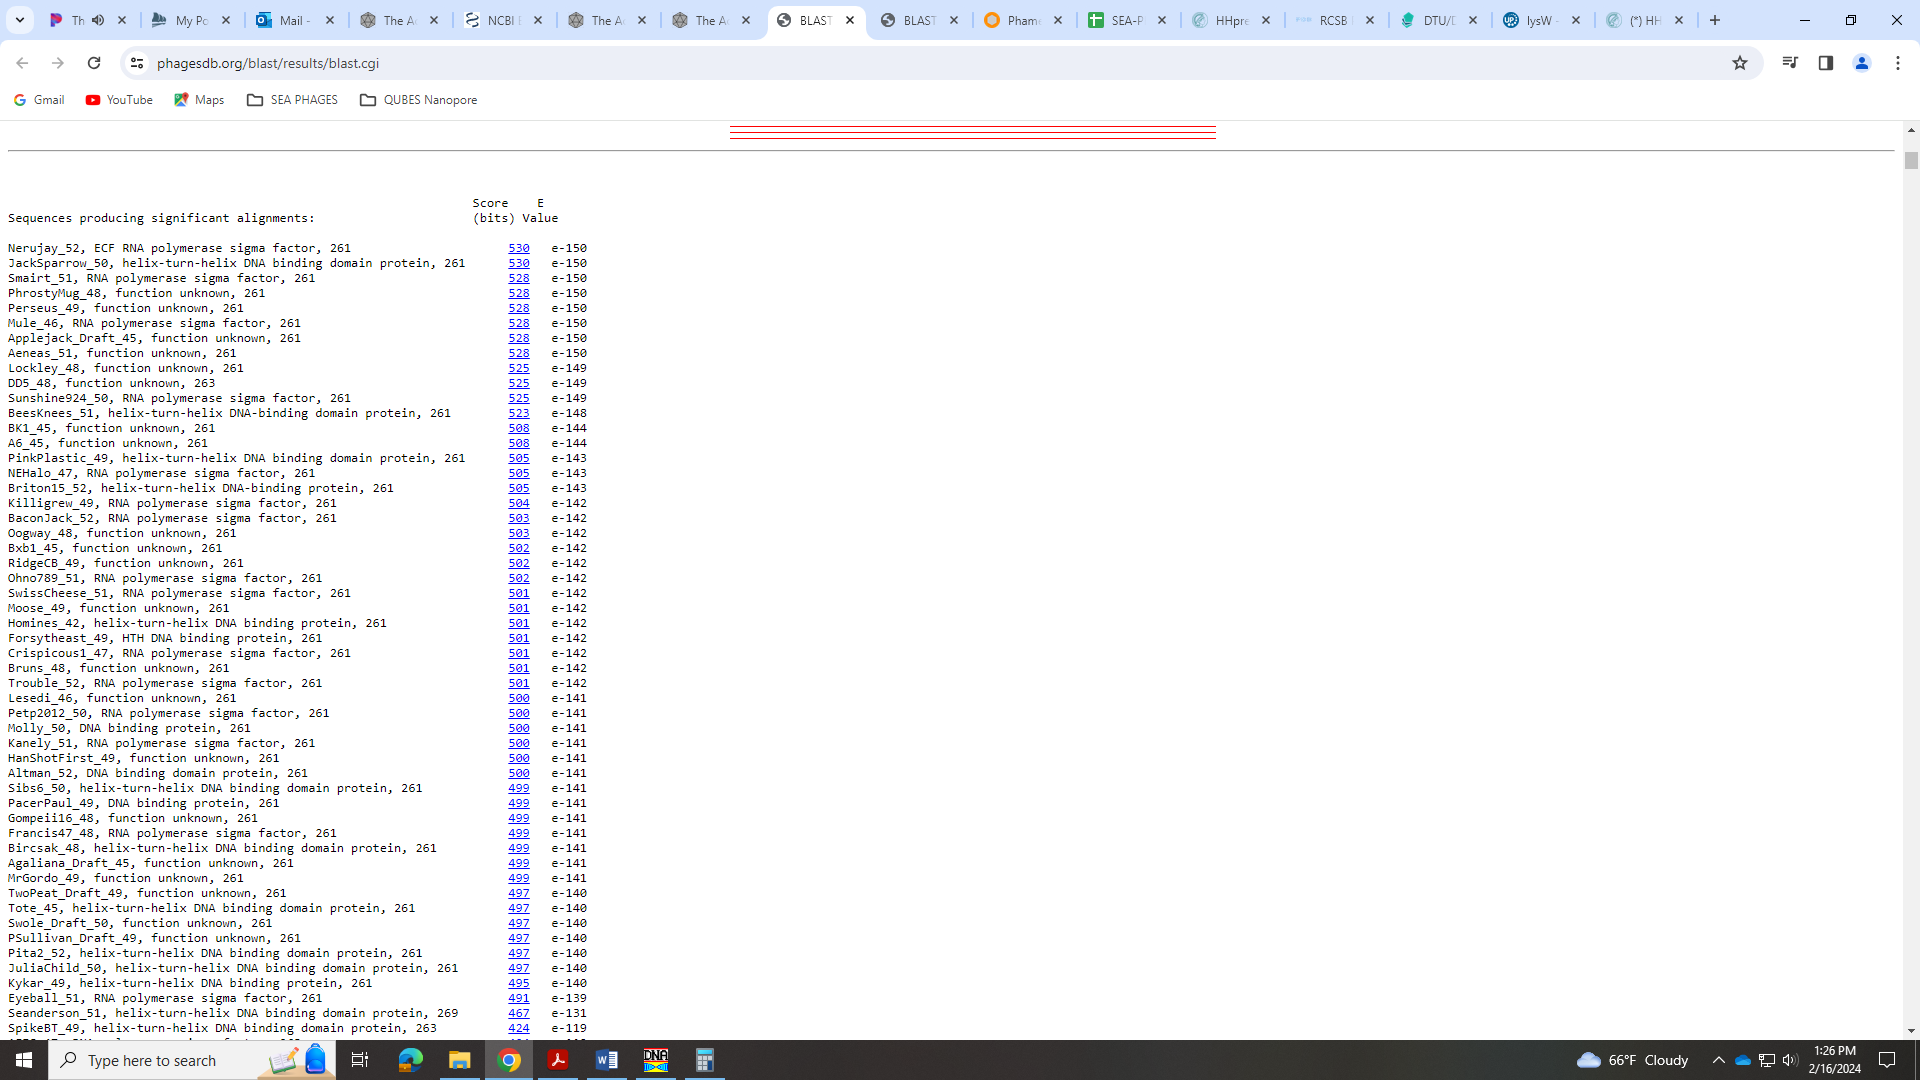 Th
My Po
Mail -
The Ac
NCBI B
The Ac
The Ac
BLAST
BLAST
Phame
SEA-P
HHpre
RCSB
DTU/D
lysW -
(*) HH
phagesdb.org/blast/results/blast.cgi
Gmail
YouTube
Maps
SEA PHAGES
QUBES Nanopore
Score E
Sequences producing significant alignments: (bits) Value
Nerujay_52, ECF RNA polymerase sigma factor, 261 530 e-150
JackSparrow_50, helix-turn-helix DNA binding domain protein, 261 530 e-150
Smairt_51, RNA polymerase sigma factor, 261 528 e-150
PhrostyMug_48, function unknown, 261 528 e-150
Perseus_49, function unknown, 261 528 e-150
Mule_46, RNA polymerase sigma factor, 261 528 e-150
Applejack_Draft_45, function unknown, 261 528 e-150
Aeneas_51, function unknown, 261 528 e-150
Lockley_48, function unknown, 261 525 e-149
DD5_48, function unknown, 263 525 e-149
Sunshine924_50, RNA polymerase sigma factor, 261 525 e-149
BeesKnees_51, helix-turn-helix DNA-binding domain protein, 261 523 e-148
BK1_45, function unknown, 261 508 e-144
A6_45, function unknown, 261 508 e-144
PinkPlastic_49, helix-turn-helix DNA binding domain protein, 261 505 e-143
NEHalo_47, RNA polymerase sigma factor, 261 505 e-143
Briton15_52, helix-turn-helix DNA-binding protein, 261 505 e-143
Killigrew_49, RNA polymerase sigma factor, 261 504 e-142
BaconJack_52, RNA polymerase sigma factor, 261 503 e-142
Oogway_48, function unknown, 261 503 e-142
Bxb1_45, function unknown, 261 502 e-142
RidgeCB_49, function unknown, 261 502 e-142
Ohno789_51, RNA polymerase sigma factor, 261 502 e-142
SwissCheese_51, RNA polymerase sigma factor, 261 501 e-142
Moose_49, function unknown, 261 501 e-142
Homines_42, helix-turn-helix DNA binding protein, 261 501 e-142
Forsytheast_49, HTH DNA binding protein, 261 501 e-142
Crispicous1_47, RNA polymerase sigma factor, 261 501 e-142
Bruns_48, function unknown, 261 501 e-142
Trouble_52, RNA polymerase sigma factor, 261 501 e-142
Lesedi_46, function unknown, 261 500 e-141
Petp2012_50, RNA polymerase sigma factor, 261 500 e-141
Molly_50, DNA binding protein, 261 500 e-141
Kanely_51, RNA polymerase sigma factor, 261 500 e-141
HanShotFirst_49, function unknown, 261 500 e-141
Altman_52, DNA binding domain protein, 261 500 e-141
Sibs6_50, helix-turn-helix DNA binding domain protein, 261 499 e-141
PacerPaul_49, DNA binding protein, 261 499 e-141
Gompeii16_48, function unknown, 261 499 e-141
Francis47_48, RNA polymerase sigma factor, 261 499 e-141
Bircsak_48, helix-turn-helix DNA binding domain protein, 261 499 e-141
Agaliana_Draft_45, function unknown, 261 499 e-141
MrGordo_49, function unknown, 261 499 e-141
TwoPeat_Draft_49, function unknown, 261 497 e-140
Tote_45, helix-turn-helix DNA binding domain protein, 261 497 e-140
Swole_Draft_50, function unknown, 261 497 e-140
PSullivan_Draft_49, function unknown, 261 497 e-140
Pita2_52, helix-turn-helix DNA binding domain protein, 261 497 e-140
JuliaChild_50, helix-turn-helix DNA binding domain protein, 261 497 e-140
Kykar_49, helix-turn-helix DNA binding protein, 261 495 e-140
Eyeball_51, RNA polymerase sigma factor, 261 491 e-139
Seanderson_51, helix-turn-helix DNA binding domain protein, 269 467 e-131
SpikeBT_49, helix-turn-helix DNA binding domain protein, 263 424 e-119
Type here to search
DNA
66°F Cloudy
1:26 PM
2/16/2024